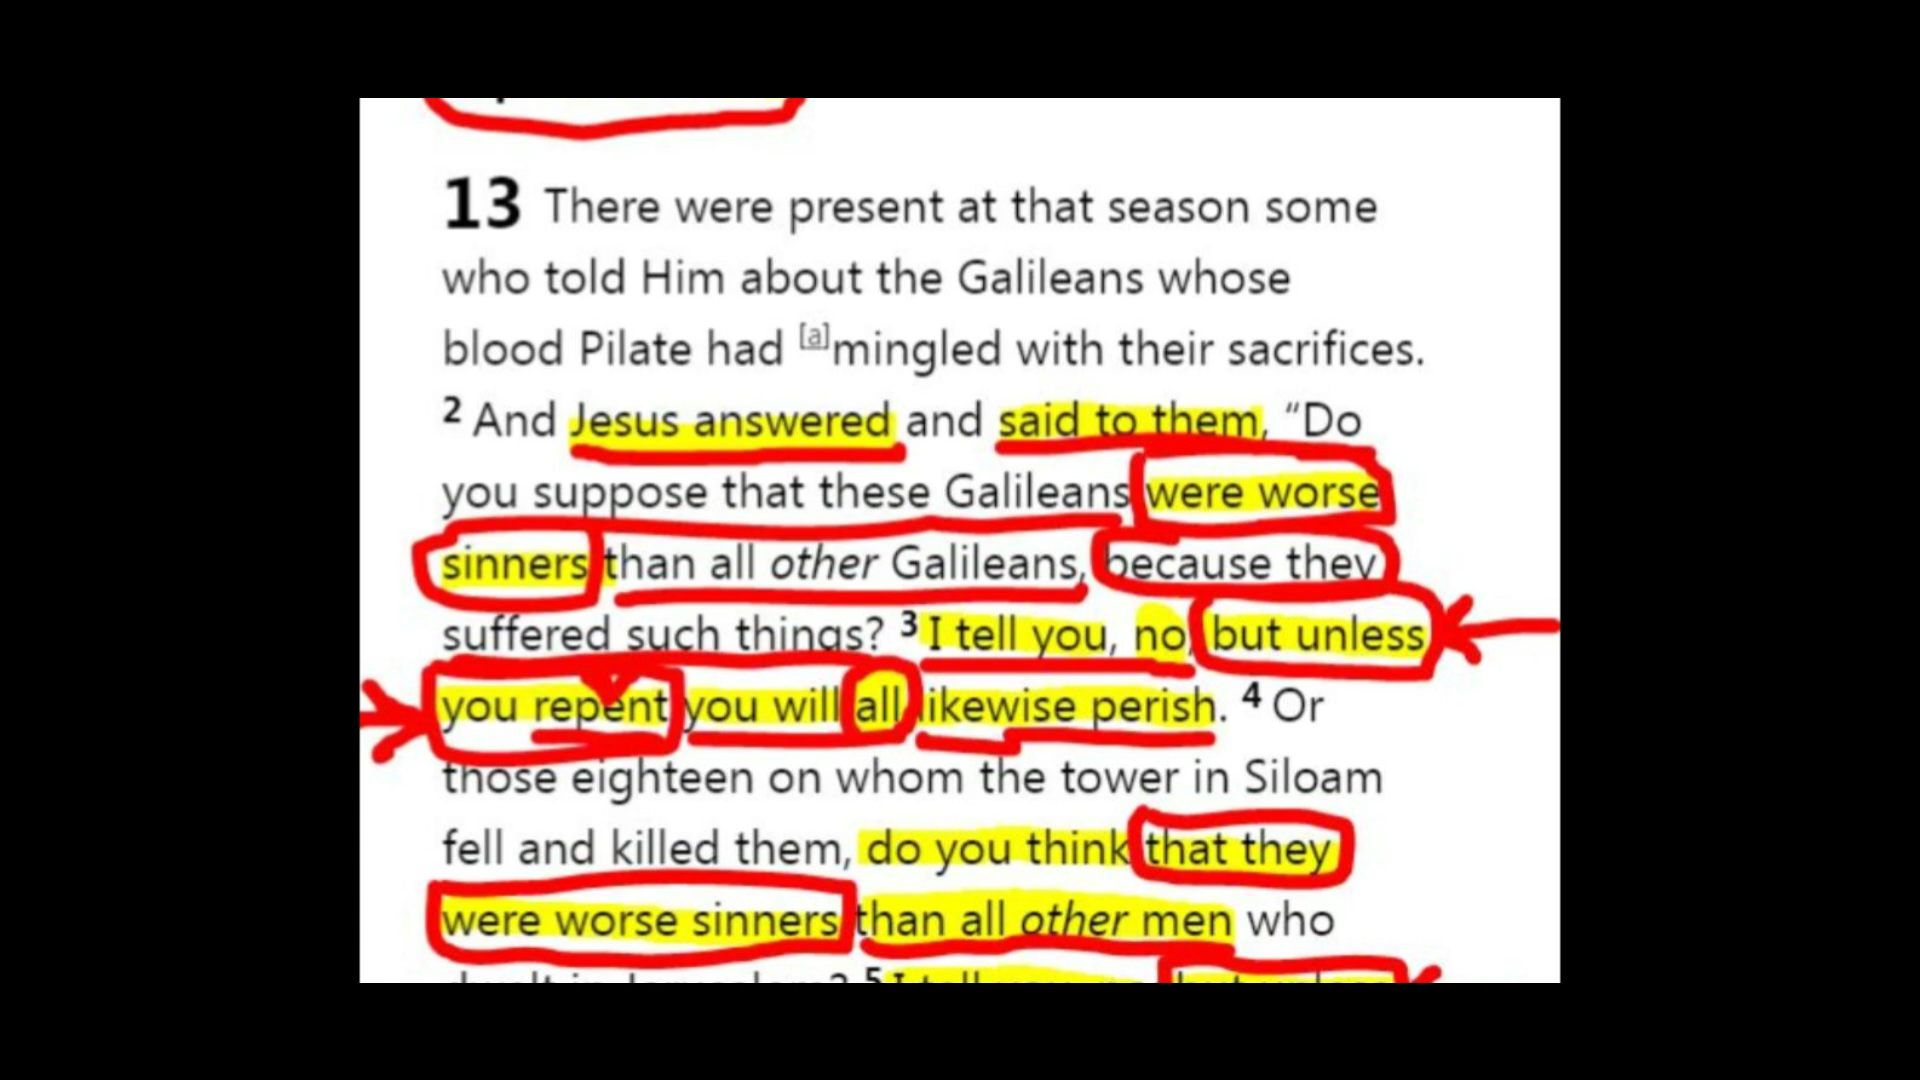 13 There were present at that season some
who told Him about the Galileans whose
blood Pilate had [a]mingled with their sacrifices.
2 And Jesus answered and said to them, “Do
you suppose that these Galileans were worse
sinners than all other Galileans, because they
suffered such things? 3 I tell you, no, but unless
you repent you will all likewise perish. 4 Or
those eighteen on whom the tower in Siloam
fell and killed them, do you think that they
were worse sinners than all other men who
5 I tell you